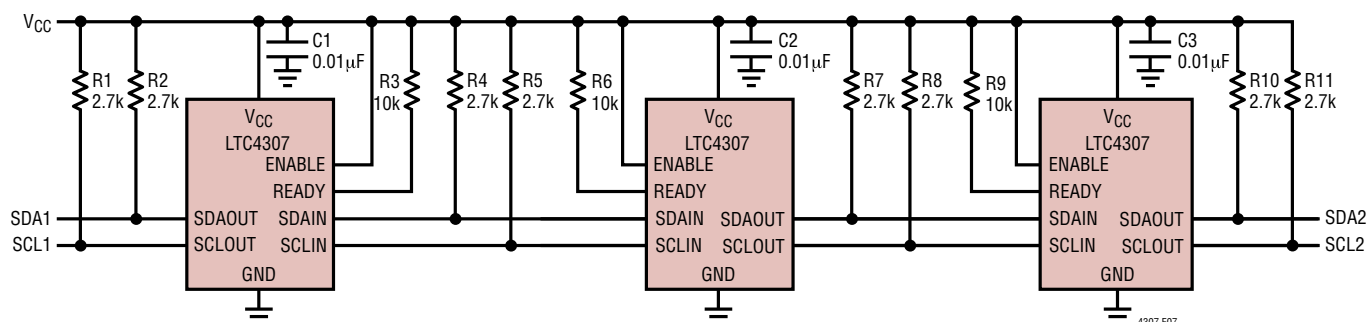 VCC
C1
0.01μF
C2
0.01μF
C3
0.01μF
R1
2.7k
R2
2.7k
R3
10k
R4
2.7k
R5
2.7k
R6
10k
R7
2.7k
R8
2.7k
R9
10k
R10
2.7k
R11
2.7k
VCC
LTC4307
ENABLE
READY
SDAOUT SDAIN
SCLOUT SCLIN
GND
VCC
LTC4307
ENABLE
READY
SDAIN SDAOUT
SCLIN SCLOUT
GND
VCC
LTC4307
ENABLE
READY
SDAIN SDAOUT
SCLIN SCLOUT
GND
SDA1
SCL1
SDA2
SCL2
4307 F07